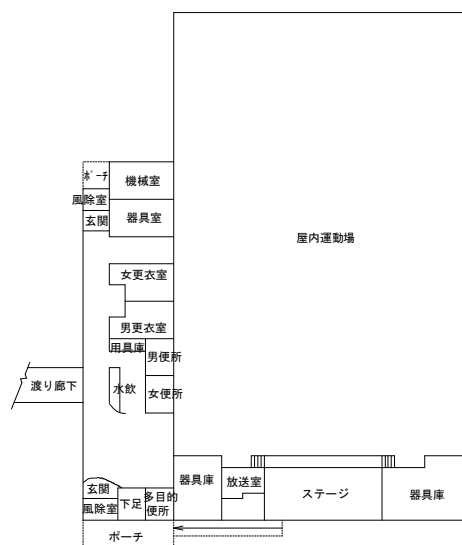 ポーチ
機械室
風除室
玄関
器具室
屋内運動場
女更衣室
男更衣室
用具庫
男便所
渡り廊下
水飲
女便所
器具庫
放送室
ステージ
器具庫
玄関
風除室
下足
多目的
便所
ポーチ